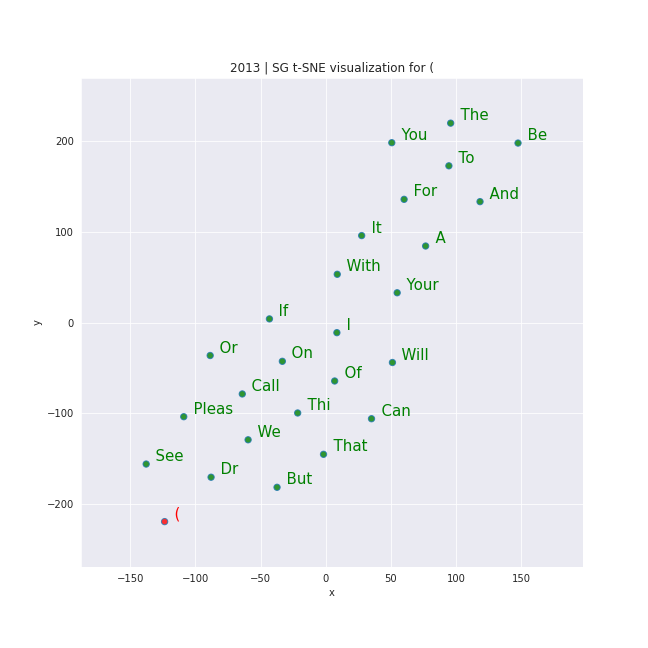 2013 | SG t-SNE visualization for (
The
You
Be
To
200
For
And
It
A
100
With
Your
If
I
0
Or
On
Will
Call
Of
Pleas
Thi
Can
−100
We
That
See
Dr
But
−200
(
−150
−100
−50
0
50
100
150
x
y